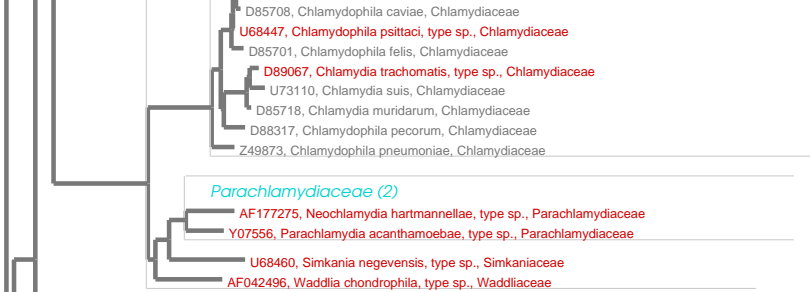 D85708, Chlamydophila caviae, Chlamydiaceae
U68447, Chlamydophila psittaci, type sp., Chlamydiaceae
D85701, Chlamydophila felis, Chlamydiaceae
D89067, Chlamydia trachomatis, type sp., Chlamydiaceae
U73110, Chlamydia suis, Chlamydiaceae
D85718, Chlamydia muridarum, Chlamydiaceae
D88317, Chlamydophila pecorum, Chlamydiaceae
Z49873, Chlamydophila pneumoniae, Chlamydiaceae
Parachlamydiaceae (2)
AF177275, Neochlamydia hartmannellae, type sp., Parachlamydiaceae
Y07556, Parachlamydia acanthamoebae, type sp., Parachlamydiaceae
U68460, Simkania negevensis, type sp., Simkaniaceae
AF042496, Waddlia chondrophila, type sp., Waddliaceae